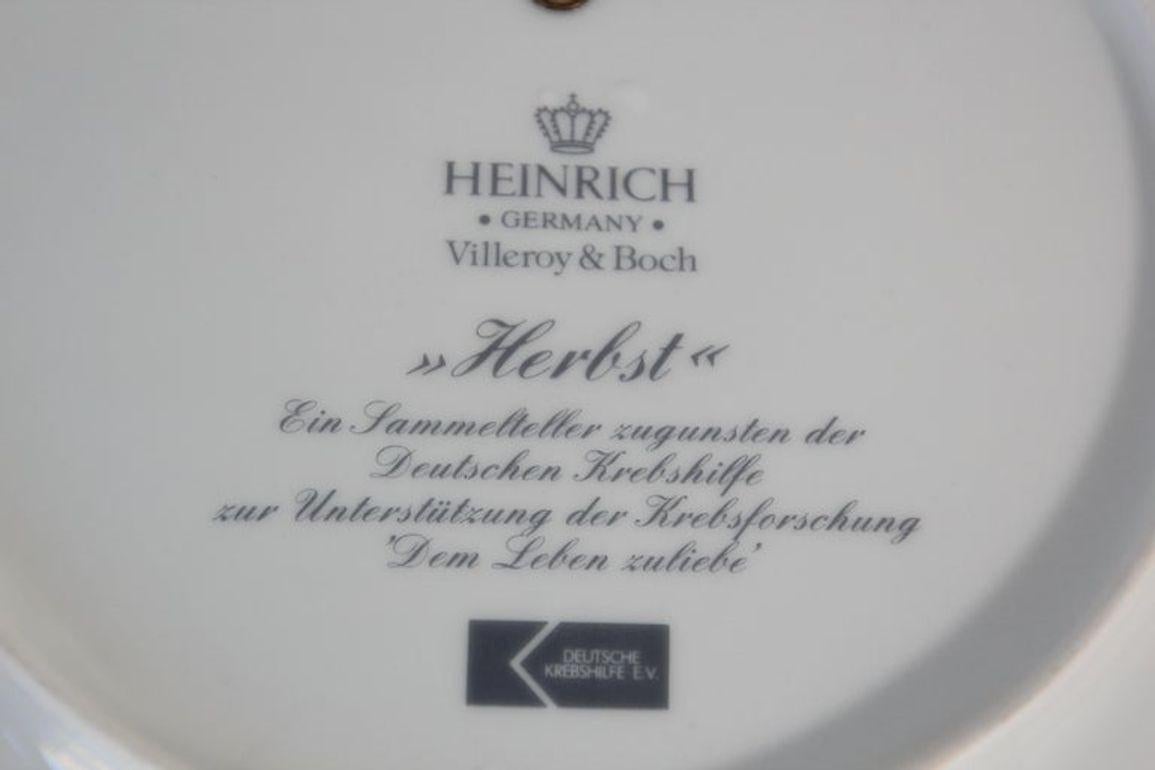 HEINRICH
• GERMANY •
Villeroy & Boch
»Herbst«
Ein Sammelteller zugunsten der
Deutschen Krebshilfe
zur Unterstützung der Krebsforschung
'Dem Leben zuliebe'
DEUTSCHE
KREBSHILFE E.V.